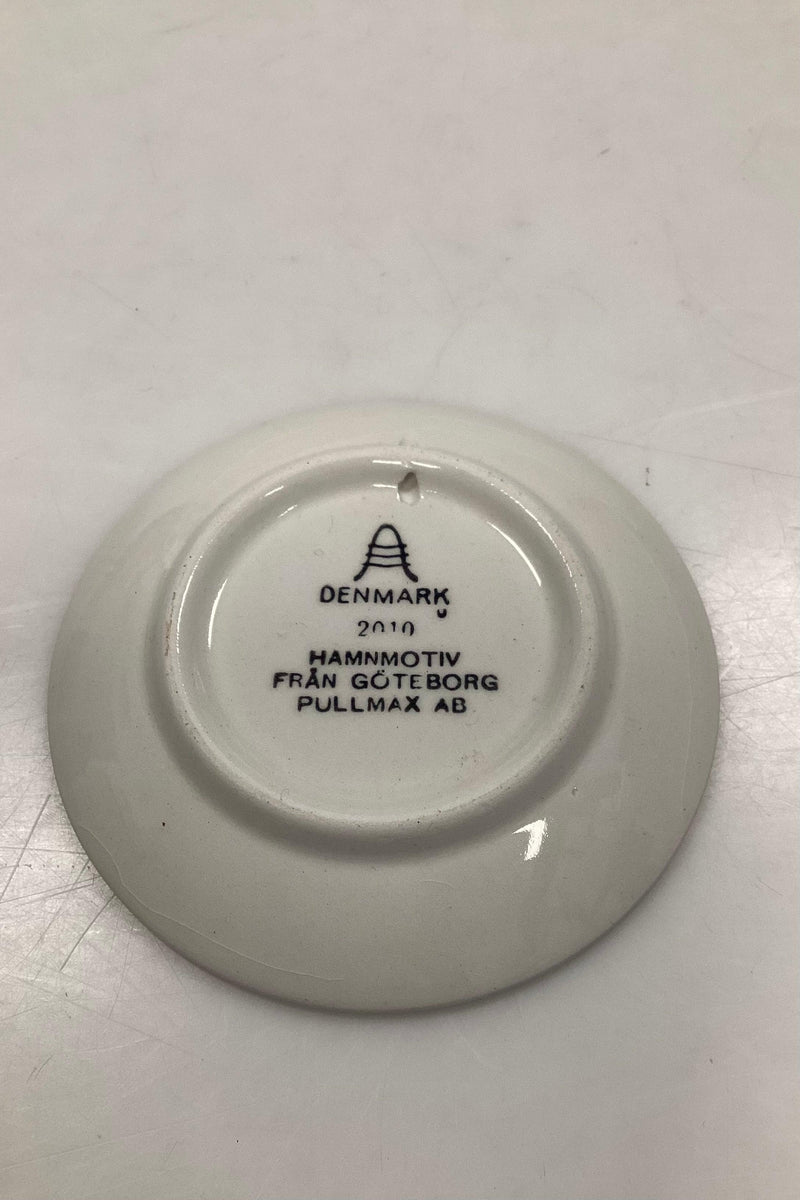 DENMARK
2010
HAMNMOTIV
FRÅN GÖTEBORG
PULLMAX AB